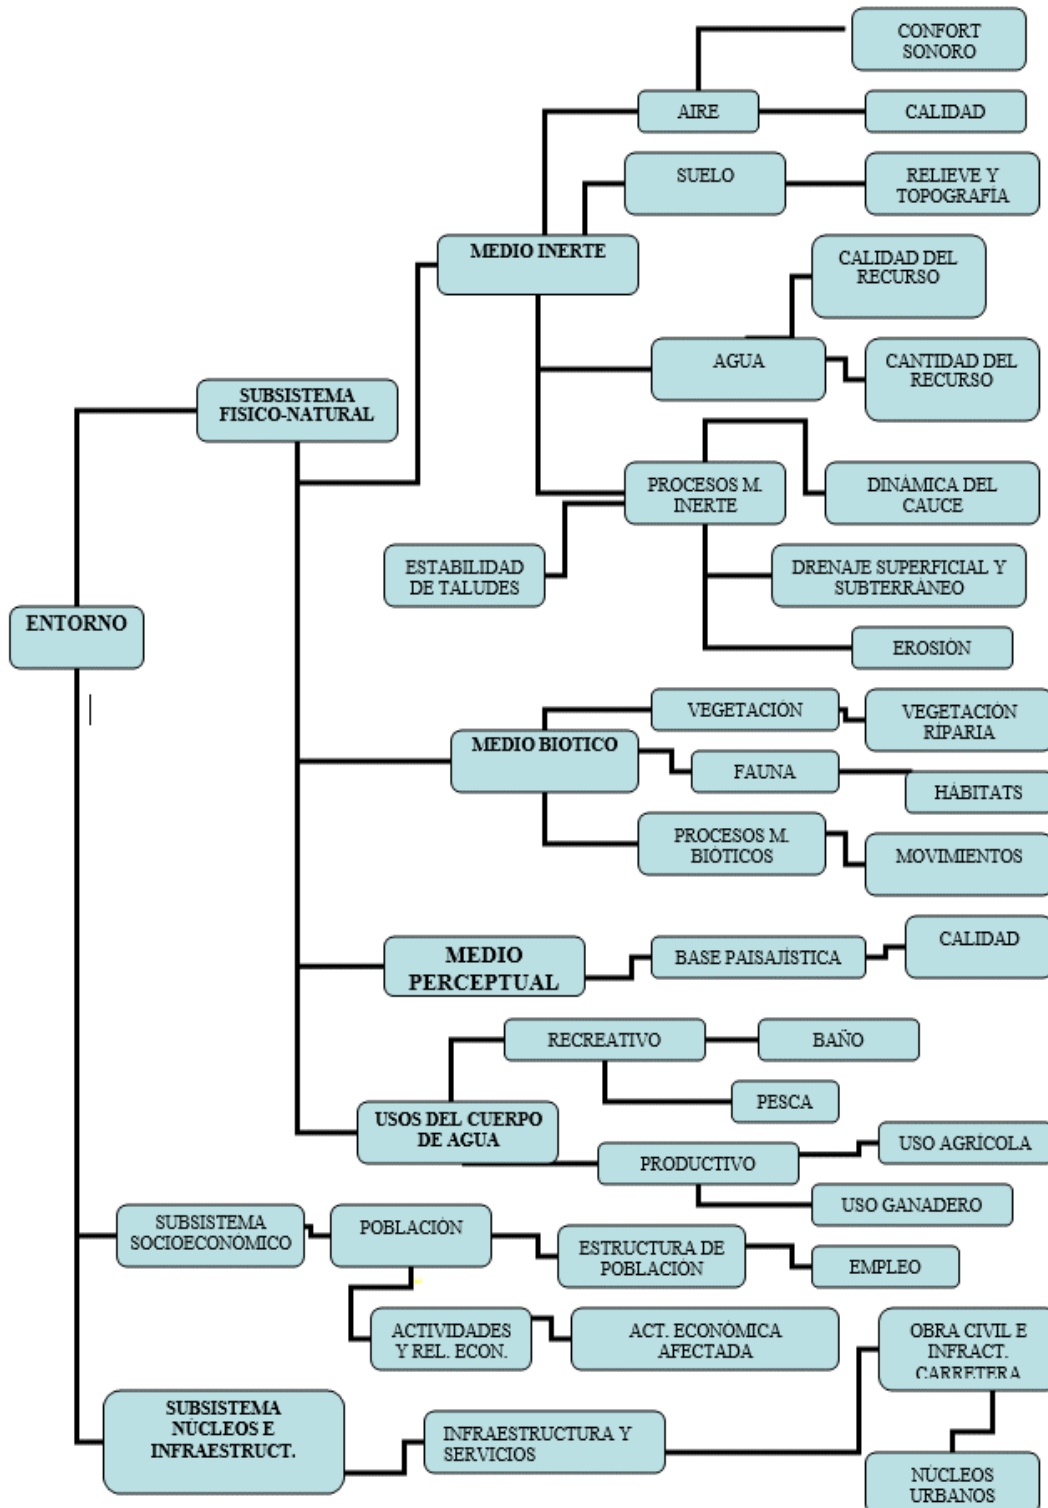 CONFORT
SONORO
AIRE
CALIDAD
SUELO
RELIEVE Y
TOPOGRAFÍA
MEDIO INERTE
CALIDAD DEL
RECURSO
AGUA
CANTIDAD DEL
RECURSO
SUBSISTEMA
FISICO-NATURAL
PROCESOS M.
INERTE
DINÁMICA DEL
CAUCE
ESTABILIDAD
DE TALUDES
DRENAJE SUPERFICIAL Y
SUBTERRÁNEO
ENTORNO
EROSIÓN
VEGETACIÓN
VEGETACIÓN
RÍPARIA
MEDIO BIOTICO
FAUNA
HÁBITATS
PROCESOS M.
BIÓTICOS
MOVIMIENTOS
MEDIO
PERCEPTUAL
BASE PAISAJÍSTICA
CALIDAD
RECREATIVO
BAÑO
PESCA
USOS DEL CUERPO
DE AGUA
PRODUCTIVO
USO AGRÍCOLA
USO GANADERO
SUBSISTEMA
SOCIOECONÓMICO
POBLACIÓN
ESTRUCTURA DE
POBLACIÓN
EMPLEO
ACTIVIDADES
Y REL. ECON.
ACT. ECONÓMICA
AFECTADA
OBRA CIVIL E
INFRACT.
CARRETERA
SUBSISTEMA
NÚCLEOS E
INFRAESTRUCT.
INFRAESTRUCTURA Y
SERVICIOS
NÚCLEOS
URBANOS